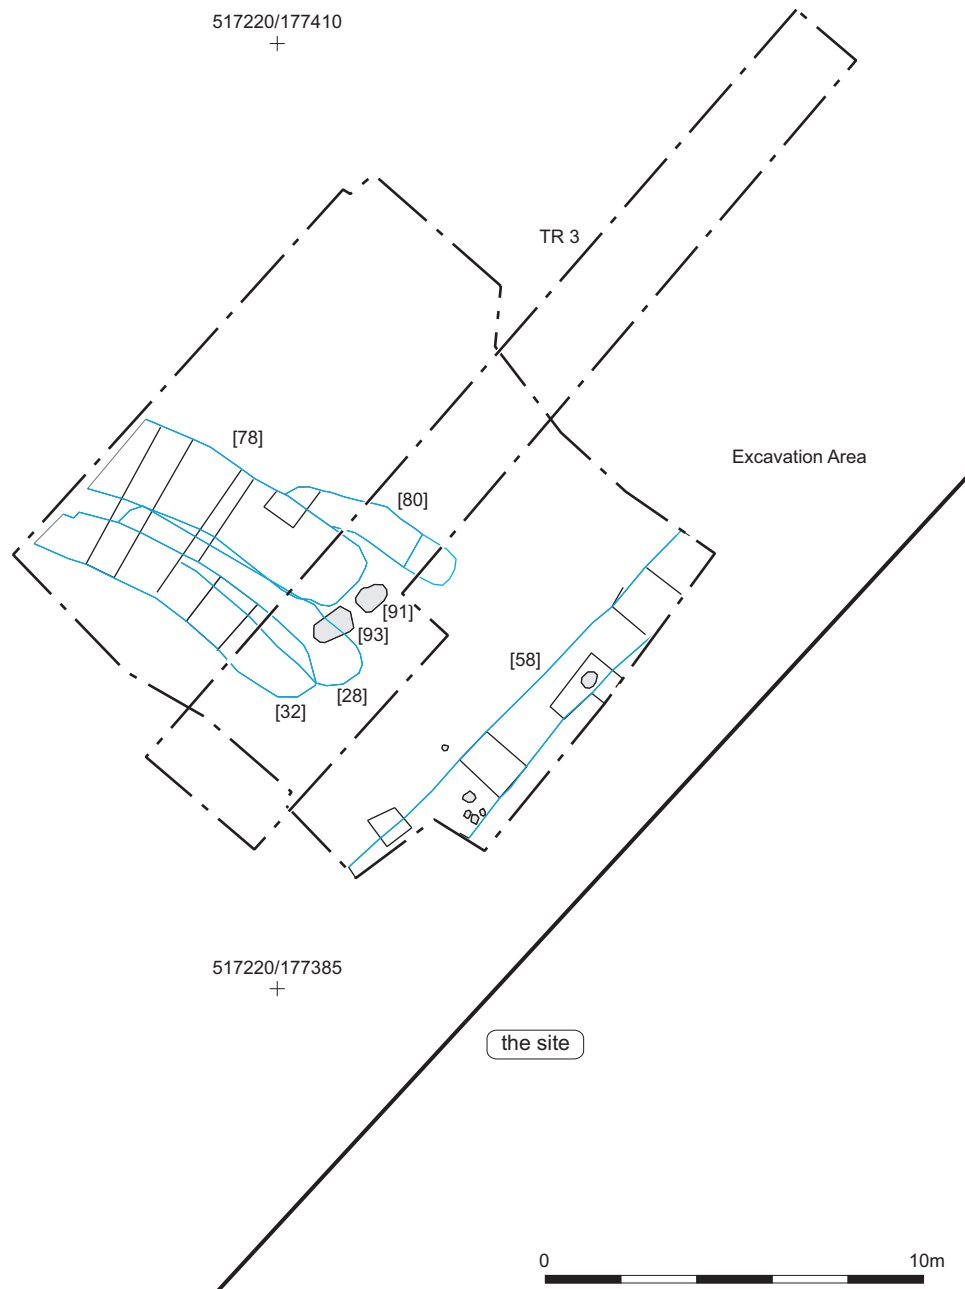 517220/177410
TR 3
[78]
Excavation Area
[80]
[91]
[93]
[58]
[28]
[32]
517220/177385
the site
0 10m